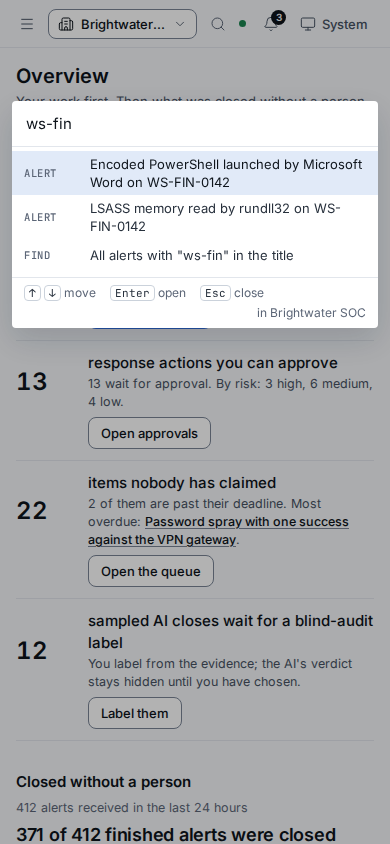 Brightwater...
3
System
Overview
ws-fin
ALERT
Encoded PowerShell launched by Microsoft
Word on WS-FIN-0142
ALERT
LSASS memory read by rundll32 on WS-
FIN-0142
FIND
All alerts with "ws-fin" in the title
↑ ↓ move Enter open Esc close
in Brightwater SOC
13
response actions you can approve
13 wait for approval. By risk: 3 high, 6 medium,
4 low.
Open approvals
22
items nobody has claimed
2 of them are past their deadline. Most
overdue: Password spray with one success
against the VPN gateway.
Open the queue
12
sampled AI closes wait for a blind-audit
label
You label from the evidence; the AI's verdict
stays hidden until you have chosen.
Label them
Closed without a person
412 alerts received in the last 24 hours
371 of 412 finished alerts were closed